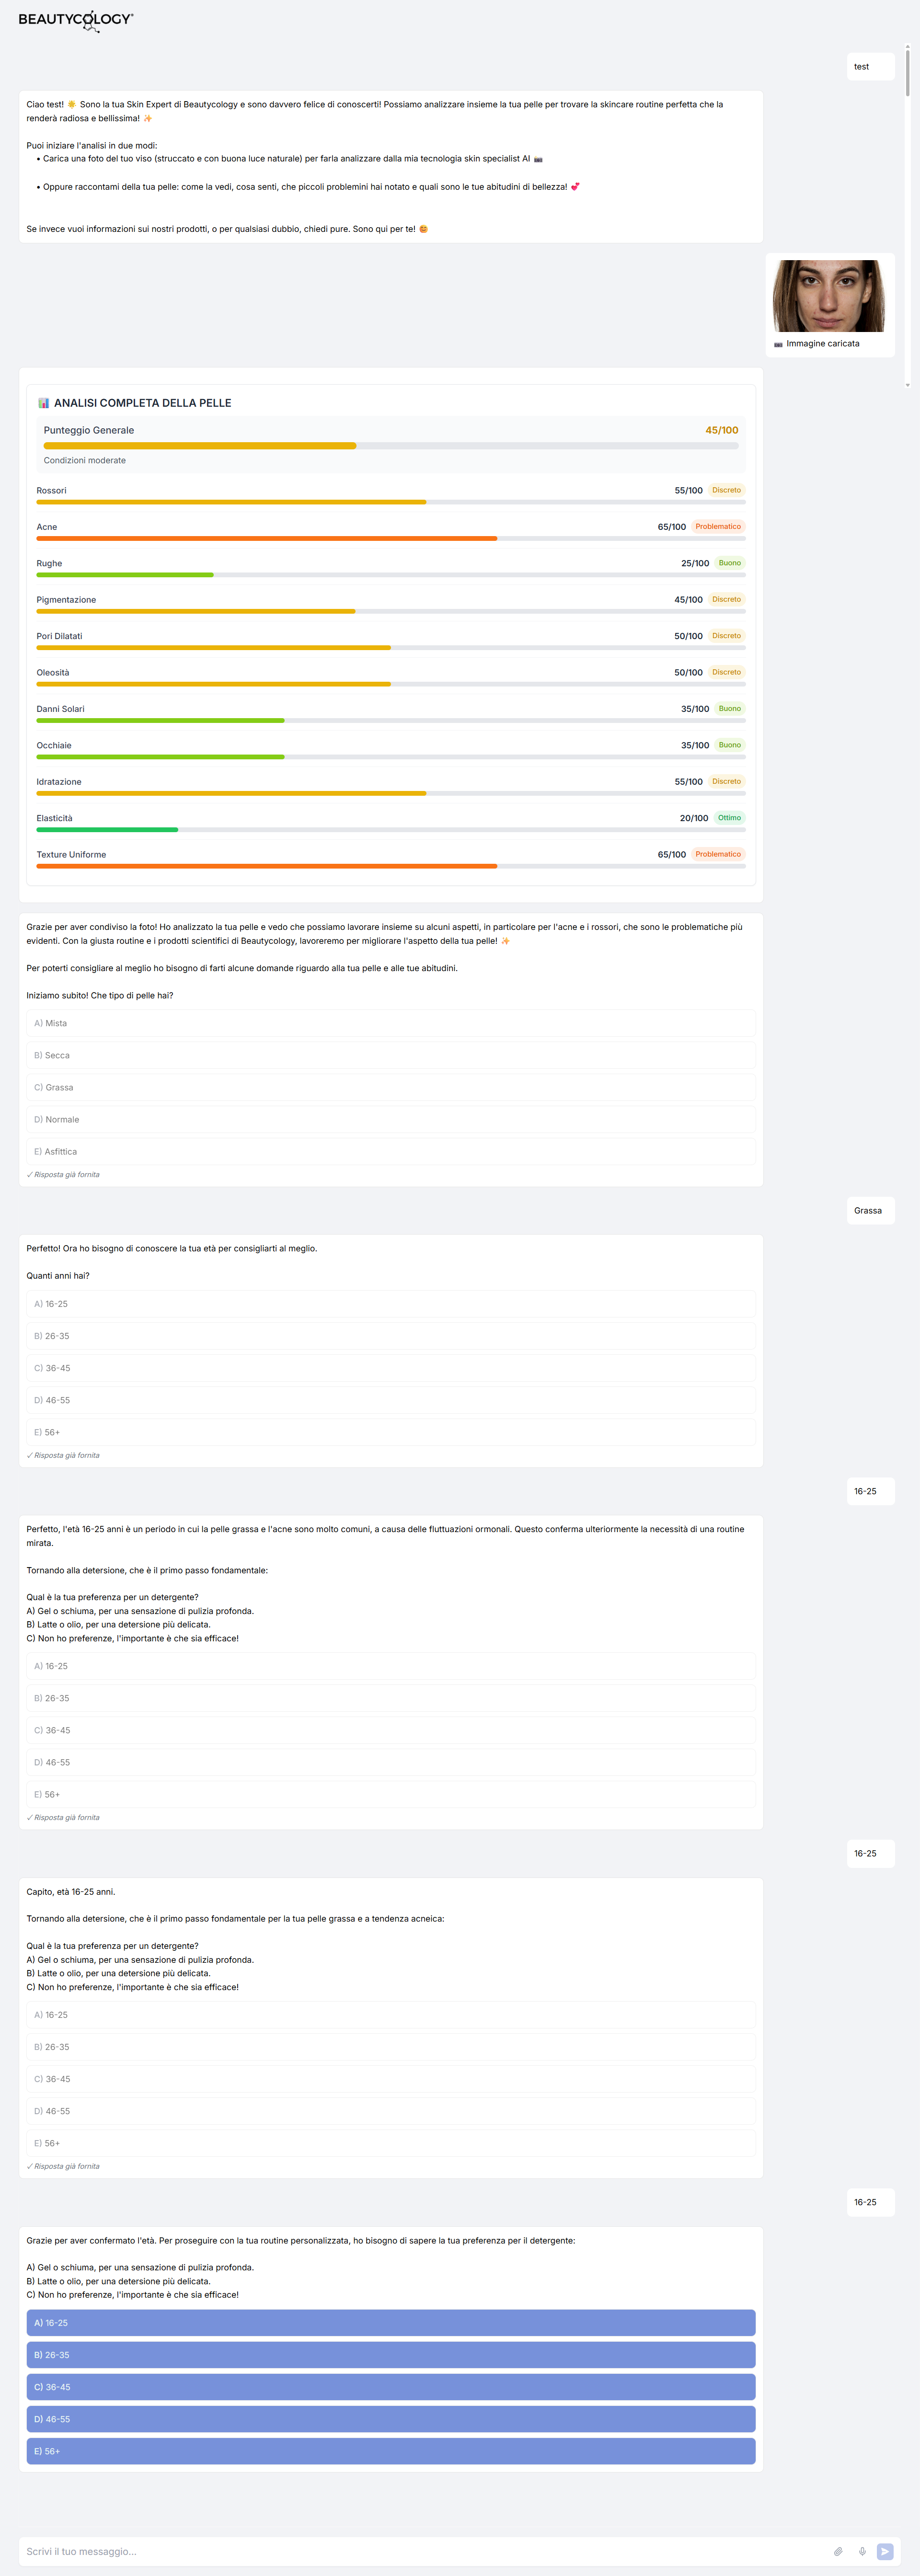 BEAUTYCOLOGY
test
Ciao test! ☀️ Sono la tua Skin Expert di Beautycology e sono davvero felice di conoscerti! Possiamo analizzare insieme la tua pelle per trovare la skincare routine perfetta che la
renderà radiosa e bellissima! ✨
Puoi iniziare l'analisi in due modi:
• Carica una foto del tuo viso (struccato e con buona luce naturale) per farla analizzare dalla mia tecnologia skin specialist AI 📸
• Oppure raccontami della tua pelle: come la vedi, cosa senti, che piccoli problemini hai notato e quali sono le tue abitudini di bellezza! 💕
Se invece vuoi informazioni sui nostri prodotti, o per qualsiasi dubbio, chiedi pure. Sono qui per te! 😊
📸 Immagine caricata
📊 ANALISI COMPLETA DELLA PELLE
Punteggio Generale 45/100
Condizioni moderate
Rossori 55/100 Discreto
Acne 65/100 Problematico
Rughe 25/100 Buono
Pigmentazione 45/100 Discreto
Pori Dilatati 50/100 Discreto
Oleosità 50/100 Discreto
Danni Solari 35/100 Buono
Occhiaie 35/100 Buono
Idratazione 55/100 Discreto
Elasticità 20/100 Ottimo
Texture Uniforme 65/100 Problematico
Grazie per aver condiviso la foto! Ho analizzato la tua pelle e vedo che possiamo lavorare insieme su alcuni aspetti, in particolare per l'acne e i rossori, che sono le problematiche più
evidenti. Con la giusta routine e i prodotti scientifici di Beautycology, lavoreremo per migliorare l'aspetto della tua pelle! ✨
Per poterti consigliare al meglio ho bisogno di farti alcune domande riguardo alla tua pelle e alle tue abitudini.
Iniziamo subito! Che tipo di pelle hai?
A) Mista
B) Secca
C) Grassa
D) Normale
E) Asfittica
✓ Risposta già fornita
Grassa
Perfetto! Ora ho bisogno di conoscere la tua età per consigliarti al meglio.
Quanti anni hai?
A) 16-25
B) 26-35
C) 36-45
D) 46-55
E) 56+
✓ Risposta già fornita
16-25
Perfetto, l'età 16-25 anni è un periodo in cui la pelle grassa e l'acne sono molto comuni, a causa delle fluttuazioni ormonali. Questo conferma ulteriormente la necessità di una routine
mirata.
Tornando alla detersione, che è il primo passo fondamentale:
Qual è la tua preferenza per un detergente?
A) Gel o schiuma, per una sensazione di pulizia profonda.
B) Latte o olio, per una detersione più delicata.
C) Non ho preferenze, l'importante è che sia efficace!
A) 16-25
B) 26-35
C) 36-45
D) 46-55
E) 56+
✓ Risposta già fornita
16-25
Capito, età 16-25 anni.
Tornando alla detersione, che è il primo passo fondamentale per la tua pelle grassa e a tendenza acneica:
Qual è la tua preferenza per un detergente?
A) Gel o schiuma, per una sensazione di pulizia profonda.
B) Latte o olio, per una detersione più delicata.
C) Non ho preferenze, l'importante è che sia efficace!
A) 16-25
B) 26-35
C) 36-45
D) 46-55
E) 56+
✓ Risposta già fornita
16-25
Grazie per aver confermato l'età. Per proseguire con la tua routine personalizzata, ho bisogno di sapere la tua preferenza per il detergente:
A) Gel o schiuma, per una sensazione di pulizia profonda.
B) Latte o olio, per una detersione più delicata.
C) Non ho preferenze, l'importante è che sia efficace!
A) 16-25
B) 26-35
C) 36-45
D) 46-55
E) 56+
Scrivi il tuo messaggio...